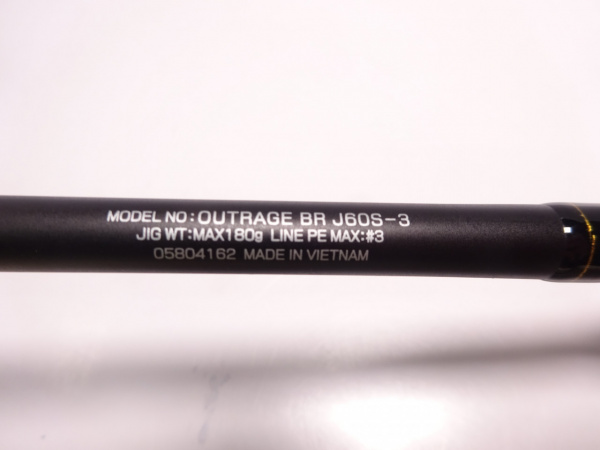 MODEL NO:OUTRAGE BR J60S-3
JIG WT:MAX180g LINE PE MAX:#3
05804162 MADE IN VIETNAM